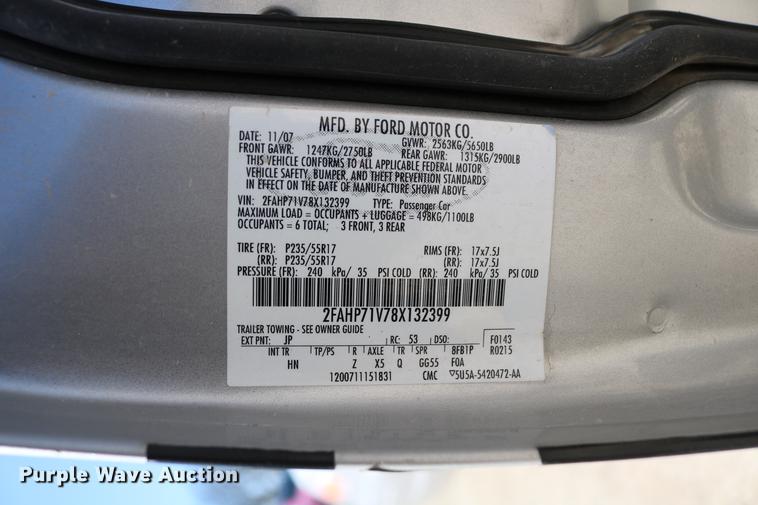 MFD. BY FORD MOTOR CO.
DATE: 11/07 GVWR: 2563KG/5650LB
FRONT GAWR: 1247KG/2750LB REAR GAWR: 1315KG/2900LB
THIS VEHICLE CONFORMS TO ALL APPLICABLE FEDERAL MOTOR
VEHICLE SAFETY, BUMPER, AND THEFT PREVENTION STANDARDS
IN EFFECT ON THE DATE OF MANUFACTURE SHOWN ABOVE.
VIN: 2FAHP71V78X132399 TYPE: Passenger Car
MAXIMUM LOAD = OCCUPANTS + LUGGAGE = 498KG/1100LB
OCCUPANTS = 6 TOTAL; 3 FRONT, 3 REAR
TIRE (FR): P235/55R17 RIMS (FR): 17x7.5J
(RR): P235/55R17 (RR): 17x7.5J
PRESSURE (FR): 240 kPa/ 35 PSI COLD (RR): 240 kPa/ 35 PSI COLD
2FAHP71V78X132399
TRAILER TOWING - SEE OWNER GUIDE
EXT PNT: JP RC: 53 DSO: F0143
INT TR TP/PS R AXLE TR SPR 8FB1P R0215
HN Z X5 Q GG55 F0A
1200711151831 CMC ▽5U5A-5420472-AA
Purple Wave Auction